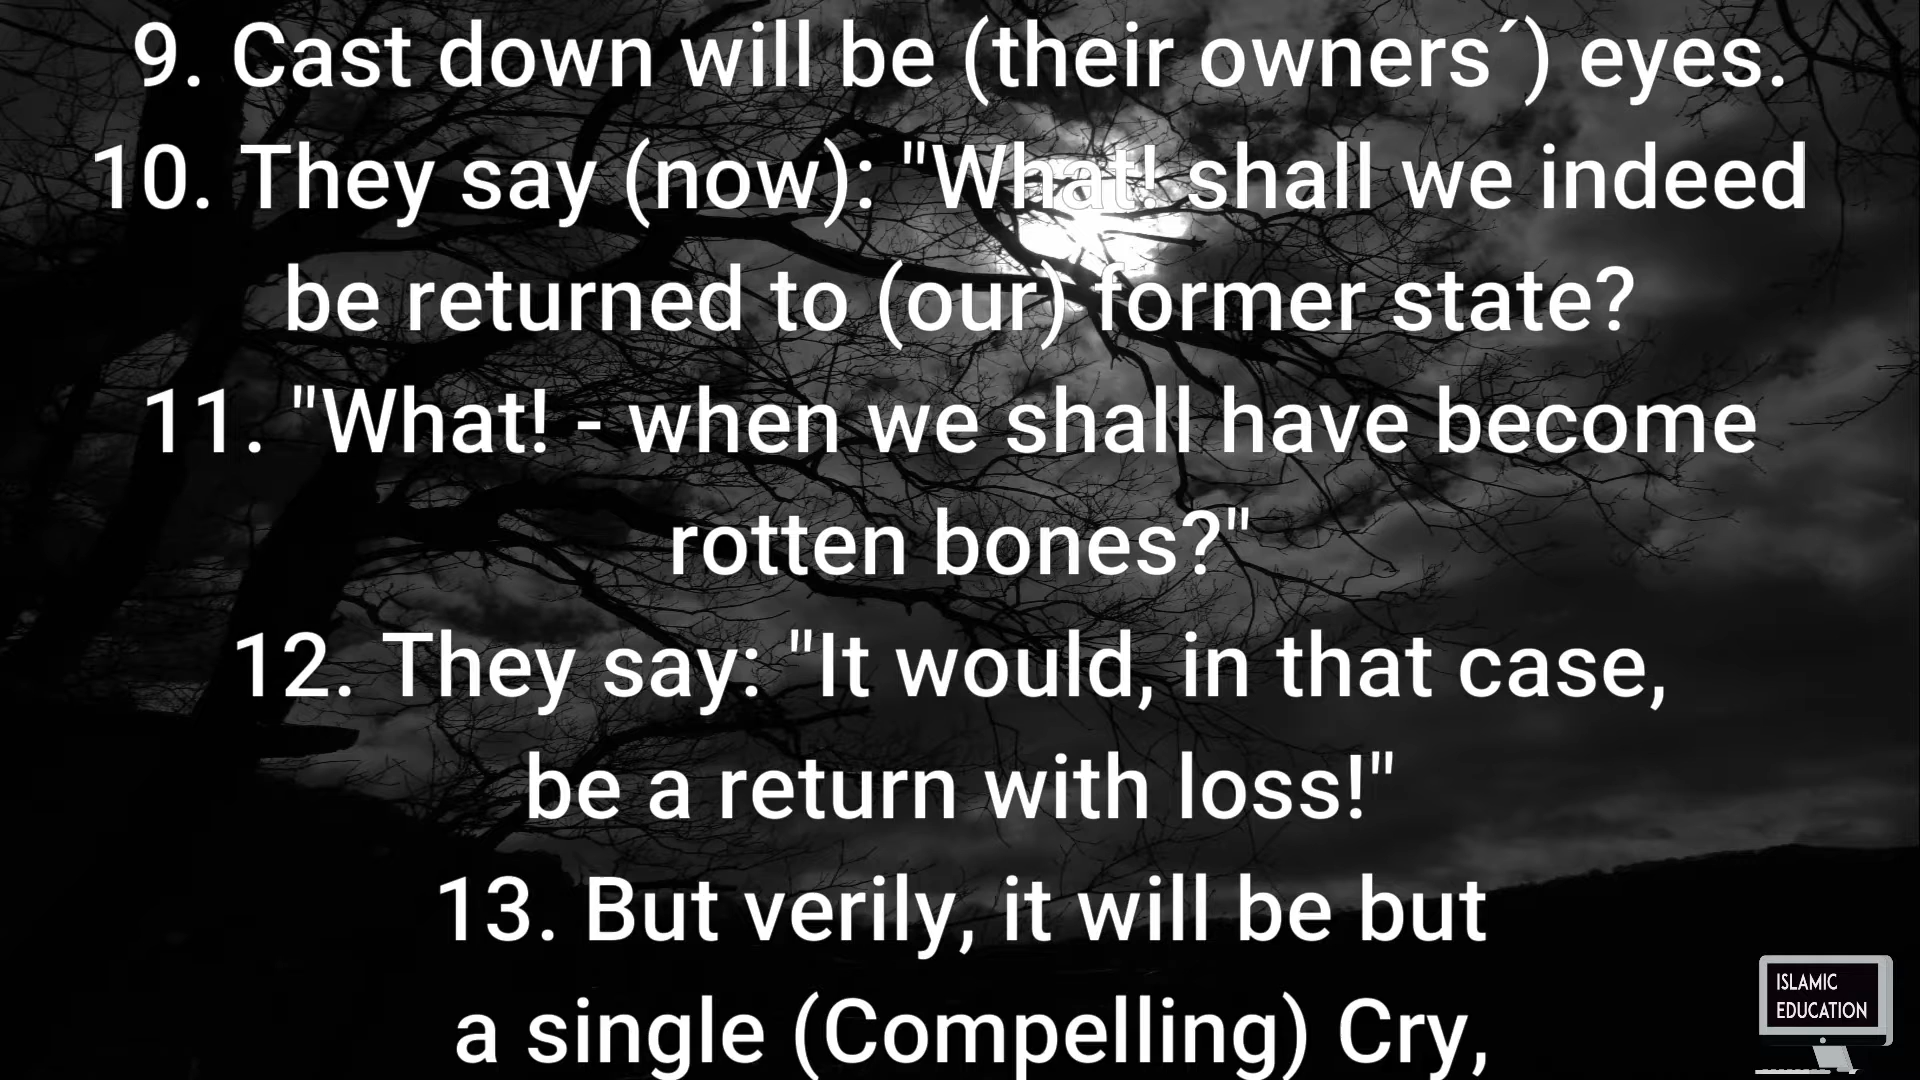 9. Cast down will be (their owners´) eyes.
10. They say (now): "What! shall we indeed
be returned to (our) former state?
11. "What! - when we shall have become
rotten bones?"
12. They say: "It would, in that case,
be a return with loss!"
13. But verily, it will be but
a single (Compelling) Cry,
ISLAMIC
EDUCATION